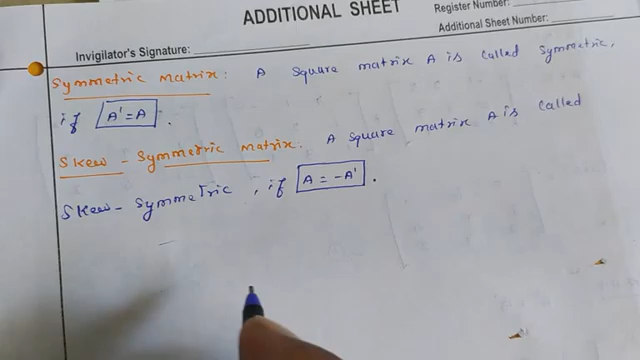 ADDITIONAL SHEET
Register Number:
Additional Sheet Number:
Invigilator's Signature:
Symmetric Matrix: A Square matrix A is called Symmetric,
if A' = A.
Skew - Symmetric Matrix. A Square matrix A is called
Skew - Symmetric, if A = -A'.